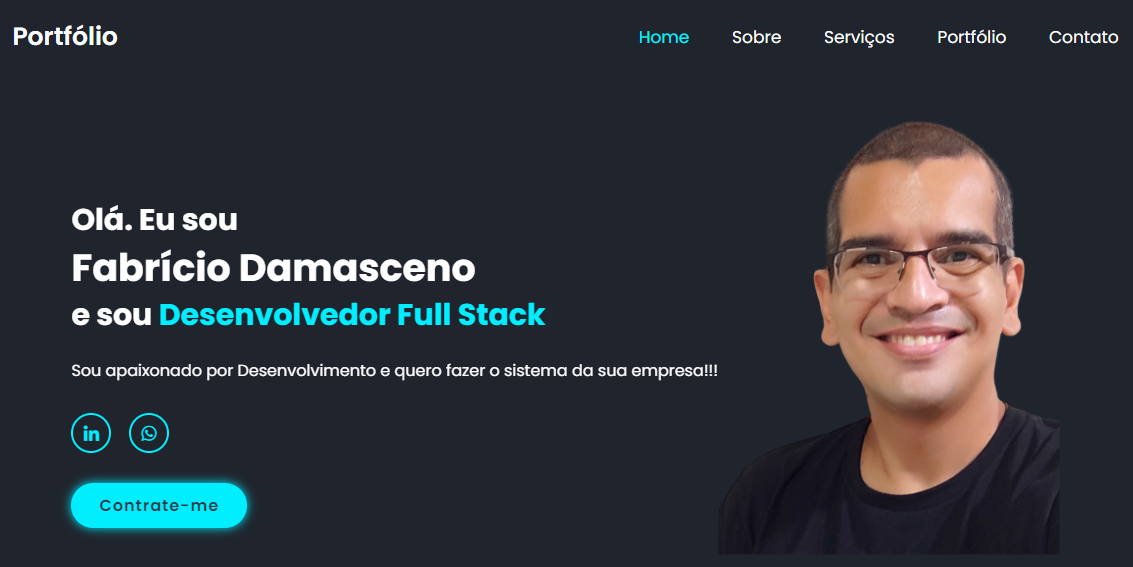 Portfólio
Home Sobre Serviços Portfólio Contato
Olá. Eu sou
Fabrício Damasceno
e sou Desenvolvedor Full Stack
Sou apaixonado por Desenvolvimento e quero fazer o sistema da sua empresa!!!
in
Contrate-me